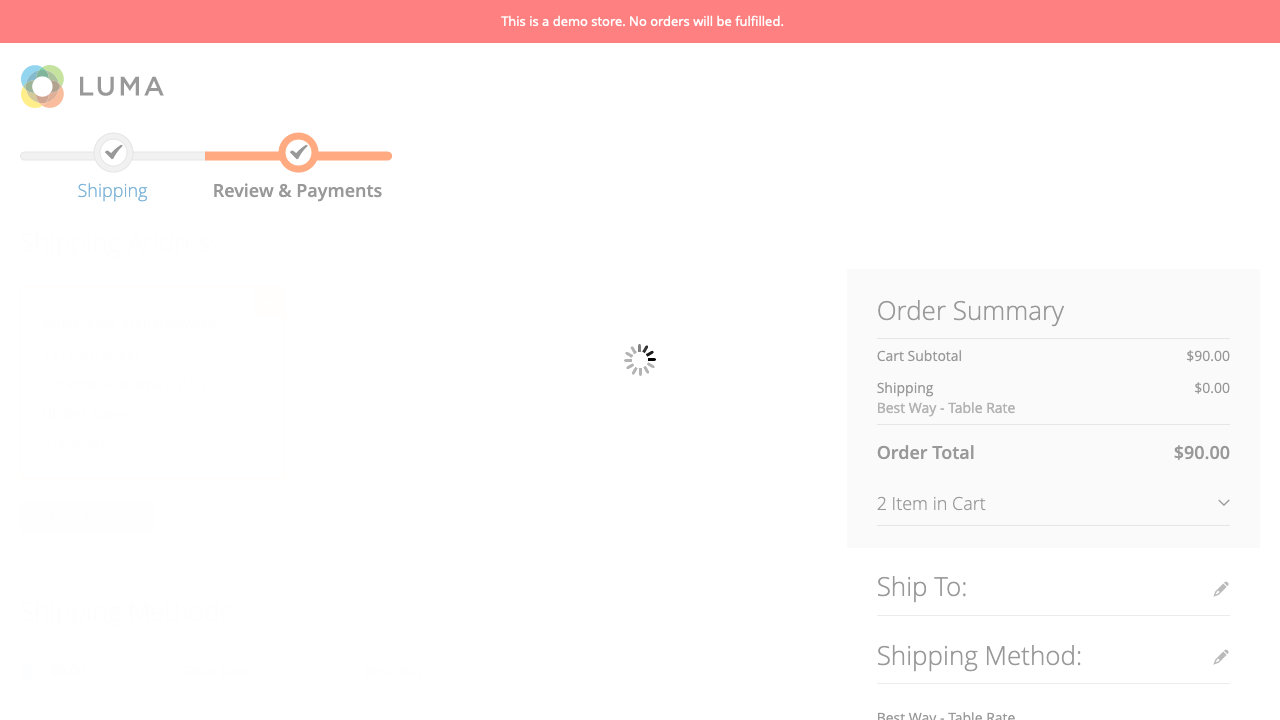 This is a demo store. No orders will be fulfilled.
LUMA
Shipping
Review & Payments
Order Summary
Cart Subtotal $90.00
Shipping $0.00
Best Way - Table Rate
Order Total $90.00
2 Item in Cart
Ship To:
Shipping Method:
Best Way - Table Rate